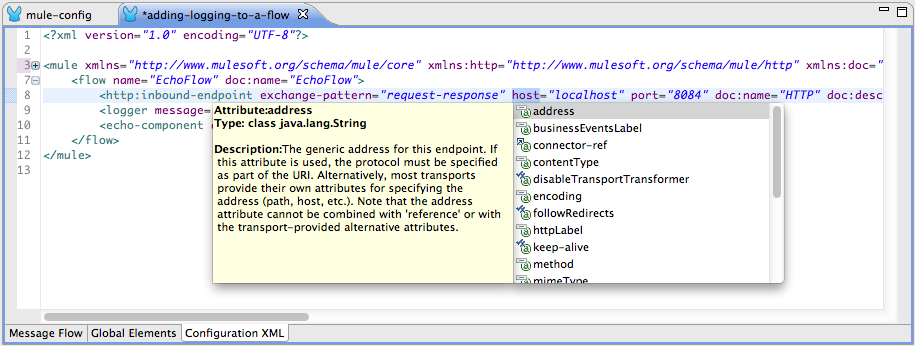 mule-config
*adding-logging-to-a-flow
1 <?xml version="1.0" encoding="UTF-8"?>
2
3 <mule xmlns="http://www.mulesoft.org/schema/mule/core" xmlns:http="http://www.mulesoft.org/schema/mule/http" xmlns:doc="
7 <flow name="EchoFlow" doc:name="EchoFlow">
8 <http:inbound-endpoint exchange-pattern="request-response" host="localhost" port="8084" doc:name="HTTP" doc:desc
9 <logger message=
10 <echo-component
11 </flow>
12 </mule>
13
Attribute:address
Type: class java.lang.String
Description:The generic address for this endpoint. If
this attribute is used, the protocol must be specified
as part of the URI. Alternatively, most transports
provide their own attributes for specifying the
address (path, host, etc.). Note that the address
attribute cannot be combined with 'reference' or with
the transport-provided alternative attributes.
address
businessEventsLabel
connector-ref
contentType
disableTransportTransformer
encoding
followRedirects
httpLabel
keep-alive
method
mimeType
Message Flow
Global Elements
Configuration XML